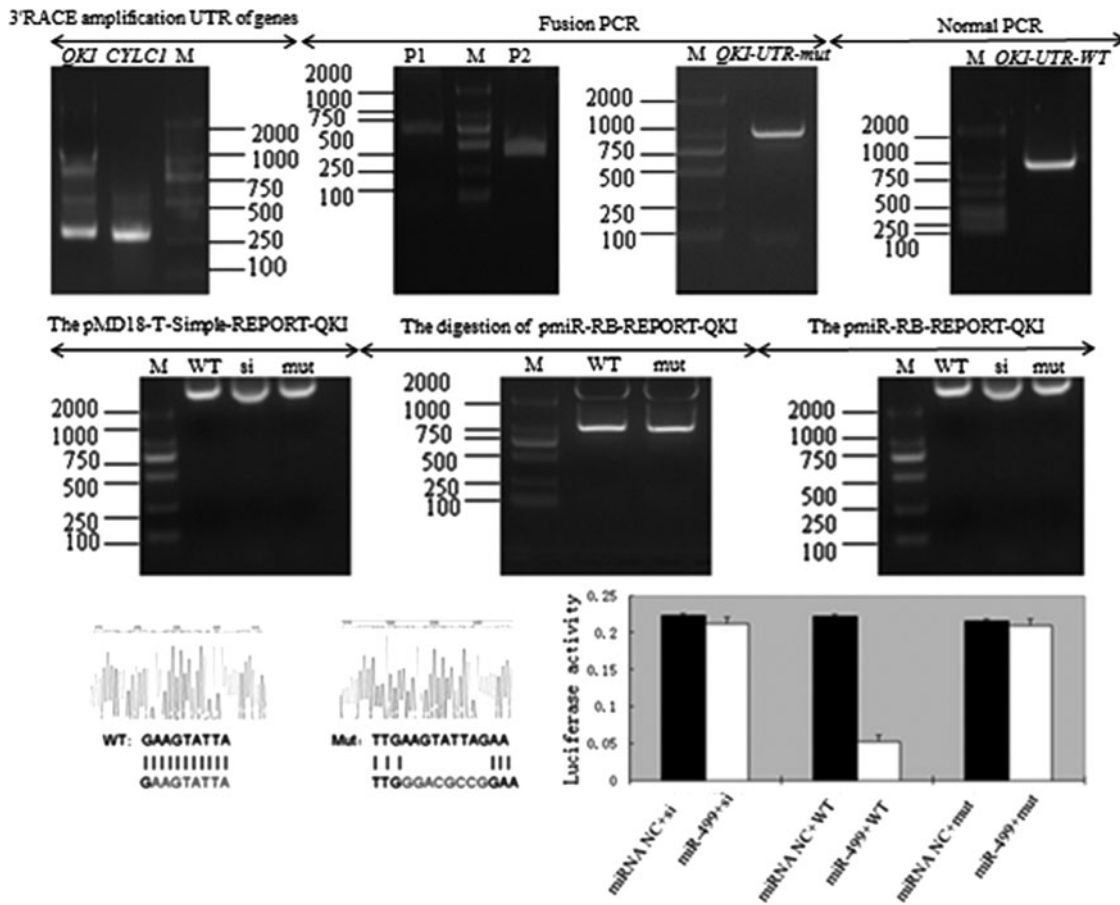 3'RACE amplification UTR of genes
Fusion PCR
Normal PCR
QKI CYLC1 M
P1 M P2
M QKI-UTR-mut
M QKI-UTR-WT
2000
1000
750
500
250
100
2000
1000
750
500
250
100
2000
1000
750
500
250
100
2000
1000
750
500
250
100
The pMD18-T-Simple-REPORT-QKI
The digestion of pmiR-RB-REPORT-QKI
The pmiR-RB-REPORT-QKI
M WT si mut
M WT mut
M WT si mut
2000
1000
750
500
250
100
2000
1000
750
500
250
100
2000
1000
750
500
250
100
WT: GAAGTATTA
GAAGTATTA
Mut: TTGAAGTATTAGAA
TTGGGACGCCGGAA
Luciferase activity
0.25
0.2
0.15
0.1
0.05
0
miRNA NC+si
miR-499+si
miRNA NC+WT
miR-499+WT
miRNA NC+mut
miR-499+mut